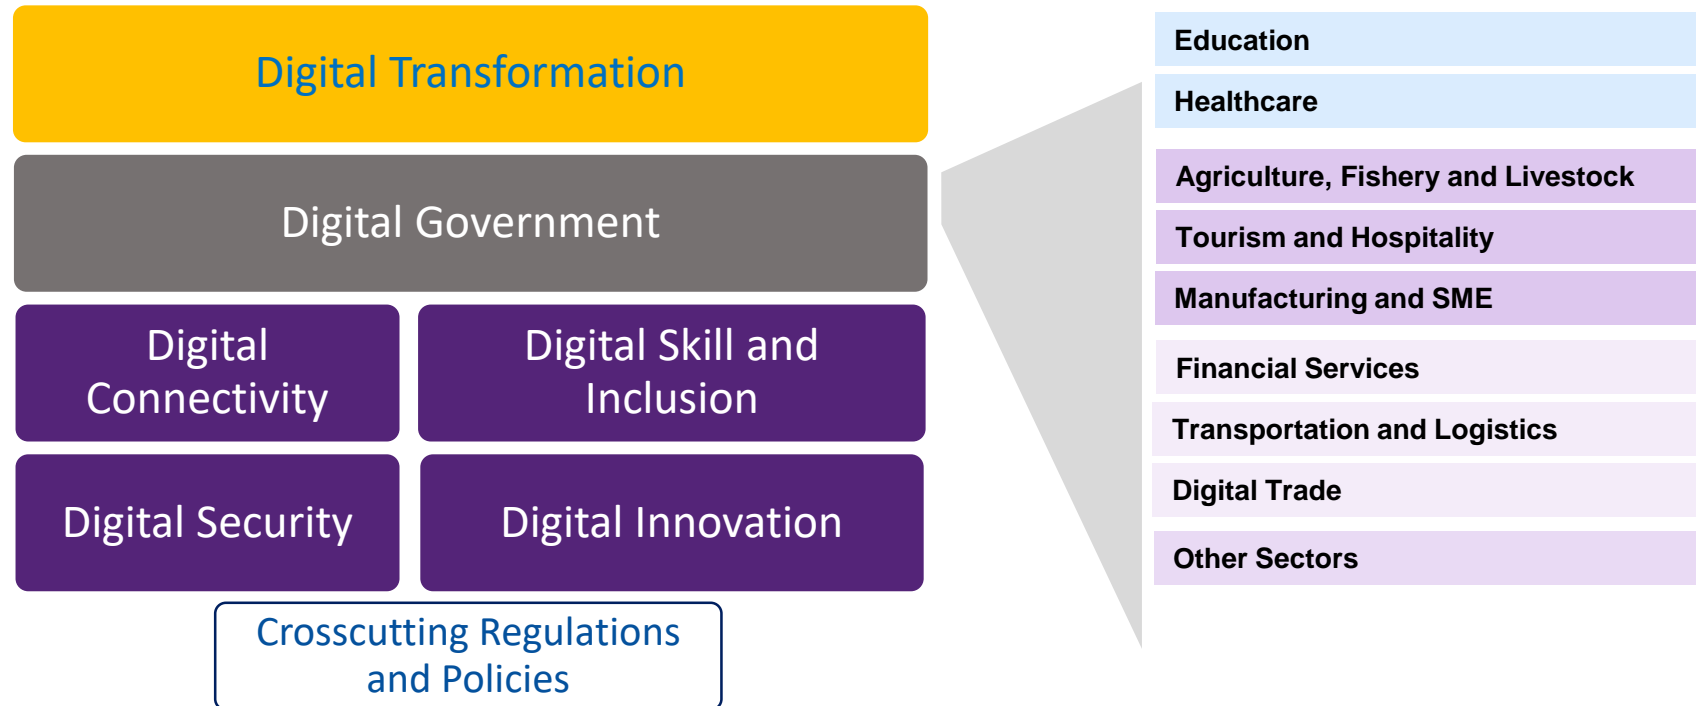 Digital Transformation
Digital Government
Digital
Connectivity
Digital Skill and
Inclusion
Digital Security
Digital Innovation
Crosscutting Regulations
and Policies
Education
Healthcare
Agriculture, Fishery and Livestock
Tourism and Hospitality
Manufacturing and SME
Financial Services
Transportation and Logistics
Digital Trade
Other Sectors